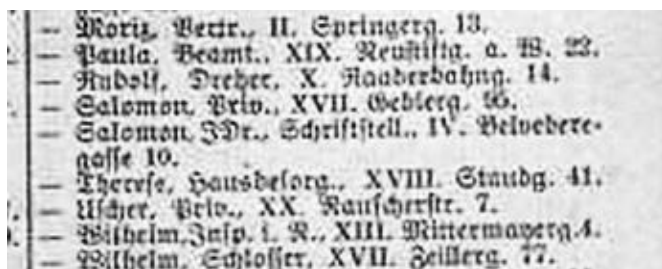 — Moriz, Vertr., II. Springerg. 13.
— Paula, Beamt., XIX. Neustiftg. a. W. 22.
— Rudolf, Dreher, X. Raaberbahng. 14.
— Salomon, Priv., XVII. Geblerg. 95.
— Salomon, JDr., Schriftstell., IV. Belvedere-
gasse 10.
— Therese, Hausbesorg., XVIII. Staudg. 41.
— Uscher, Priv., XX. Rauscherstr. 7.
— Wilhelm, Insp. i. R., XIII. Mittermayerg. 4.
— Wilhelm, Schlosser, XVII. Zeillerg. 77.